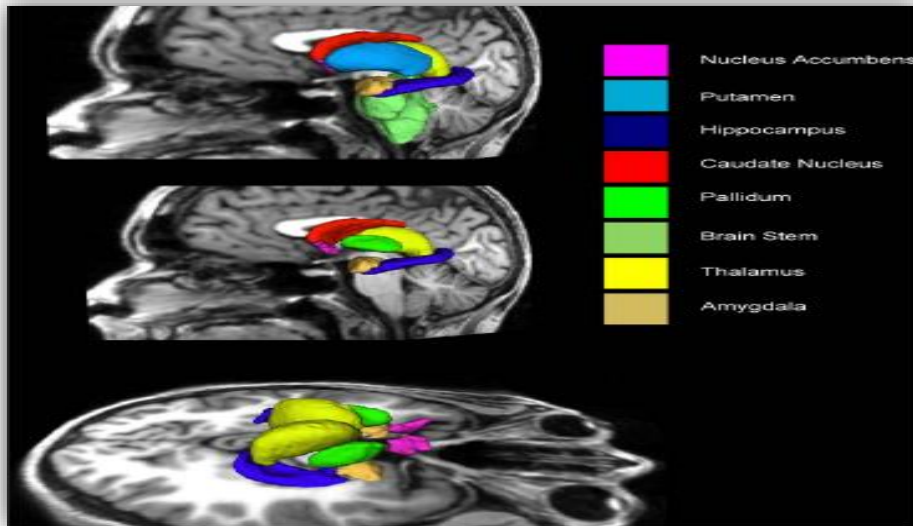 Nucleus Accumbens
Putamen
Hippocampus
Caudate Nucleus
Pallidum
Brain Stem
Thalamus
Amygdala